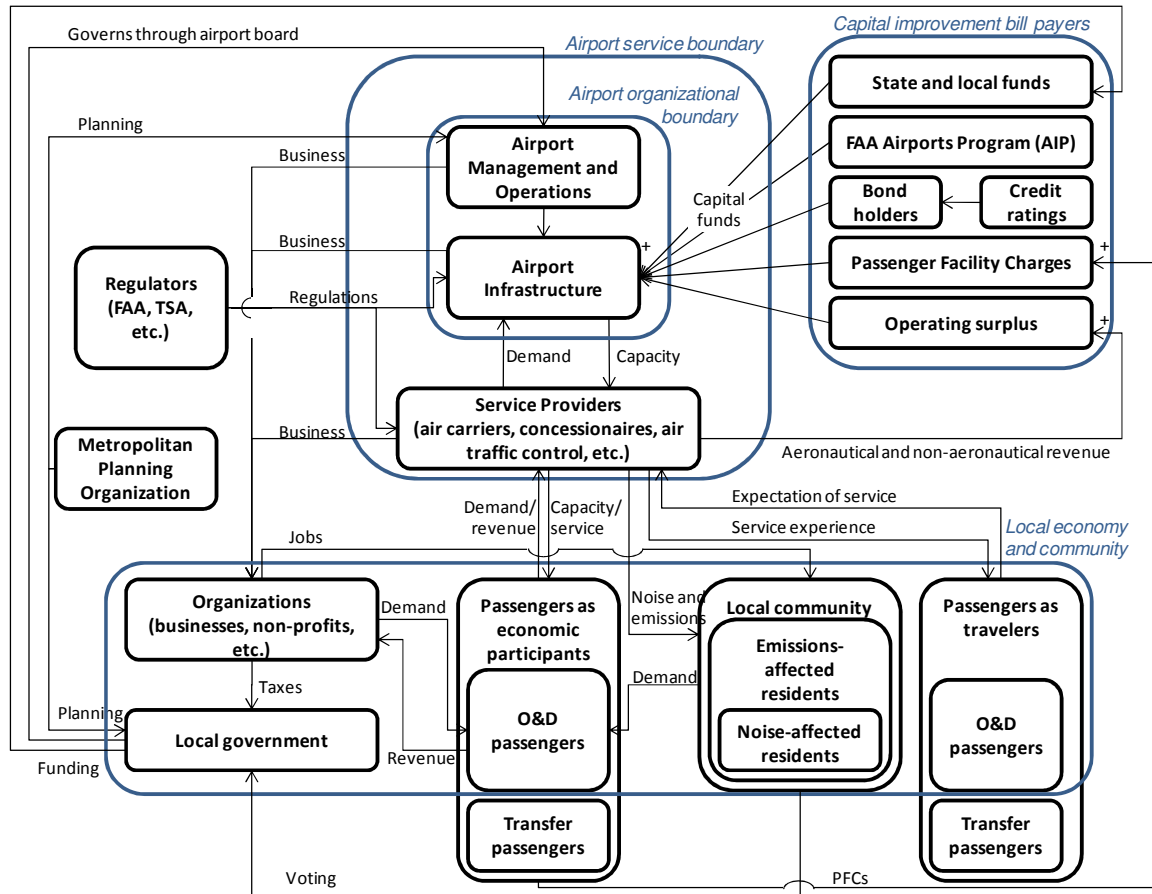 Governs through airport board
Airport service boundary
Capital improvement bill payers
Airport organizational
boundary
State and local funds
Planning
Airport
Management and
Operations
Business
FAA Airports Program (AIP)
Capital
funds
Bond
holders
Credit
ratings
Business
Airport
Infrastructure
+
Passenger Facility Charges
+
Regulators
(FAA, TSA,
etc.)
Regulations
Operating surplus
+
Demand
Capacity
Service Providers
(air carriers, concessionaires, air
traffic control, etc.)
Business
Aeronautical and non-aeronautical revenue
Metropolitan
Planning
Organization
Demand/
revenue
Capacity/
service
Expectation of service
Service experience
Local economy
and community
Jobs
Organizations
(businesses, non-profits,
etc.)
Demand
Passengers as
economic
participants
Noise and
emissions
Local community
Passengers as
travelers
Emissions-
affected
residents
Demand
Taxes
Planning
Local government
Revenue
O&D
passengers
Noise-affected
residents
O&D
passengers
Funding
Transfer
passengers
Transfer
passengers
Voting
PFCs